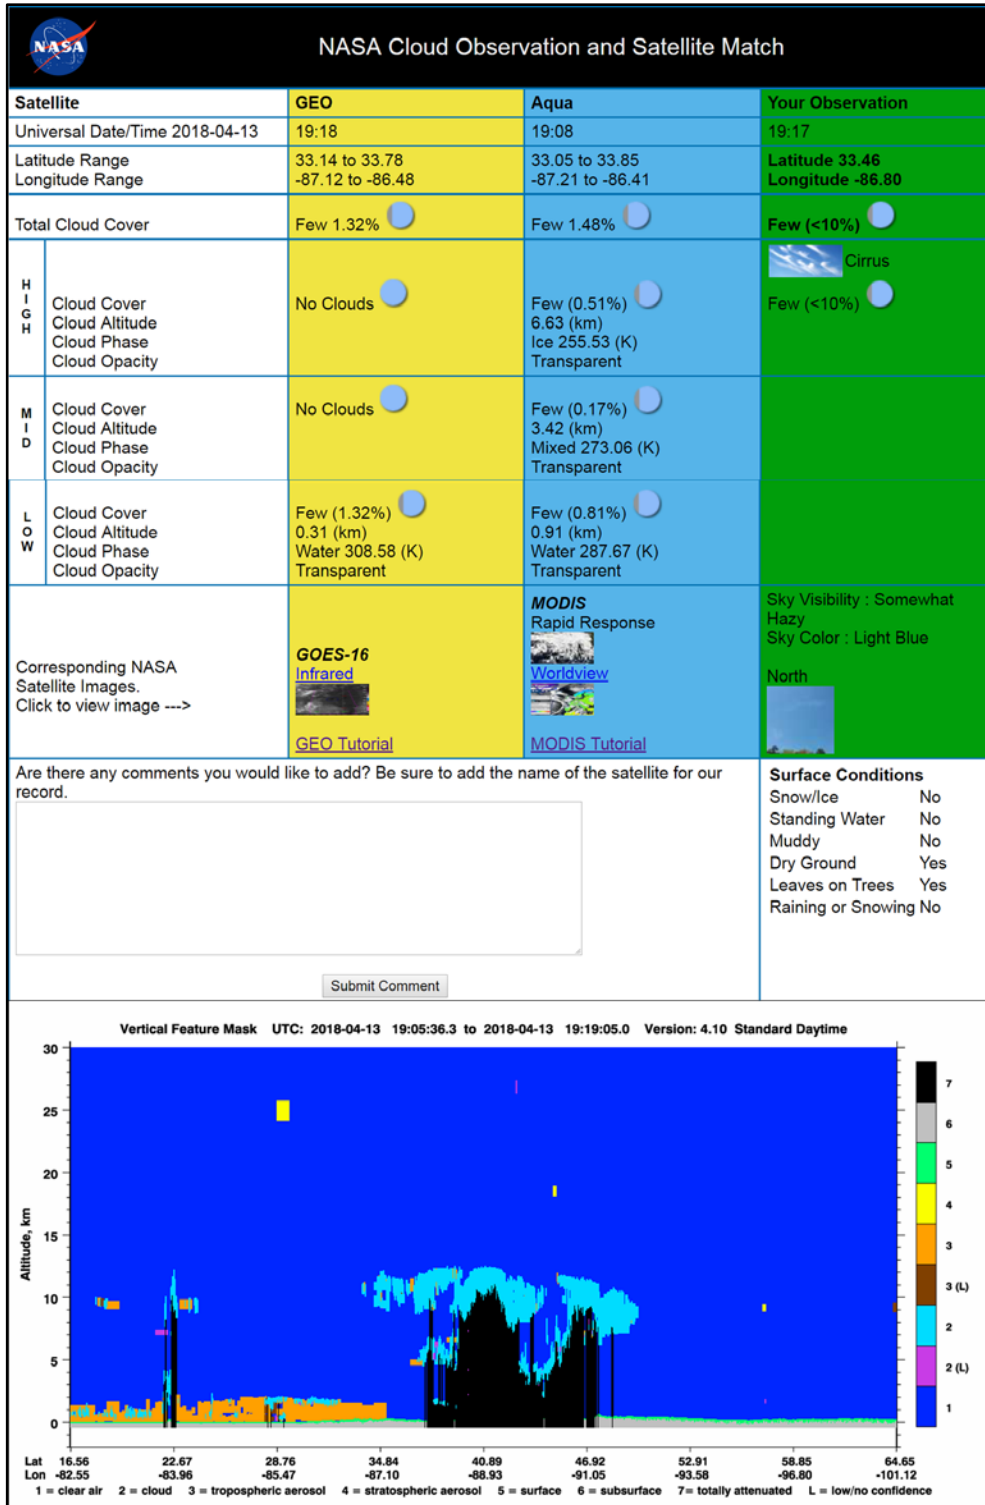 NASA
NASA Cloud Observation and Satellite Match
Satellite GEO Aqua Your Observation
Universal Date/Time 2018-04-13 19:18 19:08 19:17
Latitude Range 33.14 to 33.78 33.05 to 33.85 Latitude 33.46
Longitude Range -87.12 to -86.48 -87.21 to -86.41 Longitude -86.80
Total Cloud Cover Few 1.32% Few 1.48% Few (<10%)
HIGH
Cirrus
Cloud Cover No Clouds Few (0.51%) Few (<10%)
Cloud Altitude 6.63 (km)
Cloud Phase Ice 255.53 (K)
Cloud Opacity Transparent
MID
Cloud Cover No Clouds Few (0.17%)
Cloud Altitude 3.42 (km)
Cloud Phase Mixed 273.06 (K)
Cloud Opacity Transparent
LOW
Cloud Cover Few (1.32%) Few (0.81%)
Cloud Altitude 0.31 (km) 0.91 (km)
Cloud Phase Water 308.58 (K) Water 287.67 (K)
Cloud Opacity Transparent Transparent
Corresponding NASA
Satellite Images.
Click to view image --->
GOES-16
Infrared
GEO Tutorial
MODIS
Rapid Response
Worldview
MODIS Tutorial
Sky Visibility : Somewhat
Hazy
Sky Color : Light Blue
North
Are there any comments you would like to add? Be sure to add the name of the satellite for our
record.
Submit Comment
Surface Conditions
Snow/Ice No
Standing Water No
Muddy No
Dry Ground Yes
Leaves on Trees Yes
Raining or Snowing No
Vertical Feature Mask UTC: 2018-04-13 19:05:36.3 to 2018-04-13 19:19:05.0 Version: 4.10 Standard Daytime
Altitude, km
30
25
20
15
10
5
0
7
6
5
4
3
3 (L)
2
2 (L)
1
Lat 16.56 22.67 28.76 34.84 40.89 46.92 52.91 58.85 64.65
Lon -82.55 -83.96 -85.47 -87.10 -88.93 -91.05 -93.58 -96.80 -101.12
1 = clear air 2 = cloud 3 = tropospheric aerosol 4 = stratospheric aerosol 5 = surface 6 = subsurface 7= totally attenuated L = low/no confidence